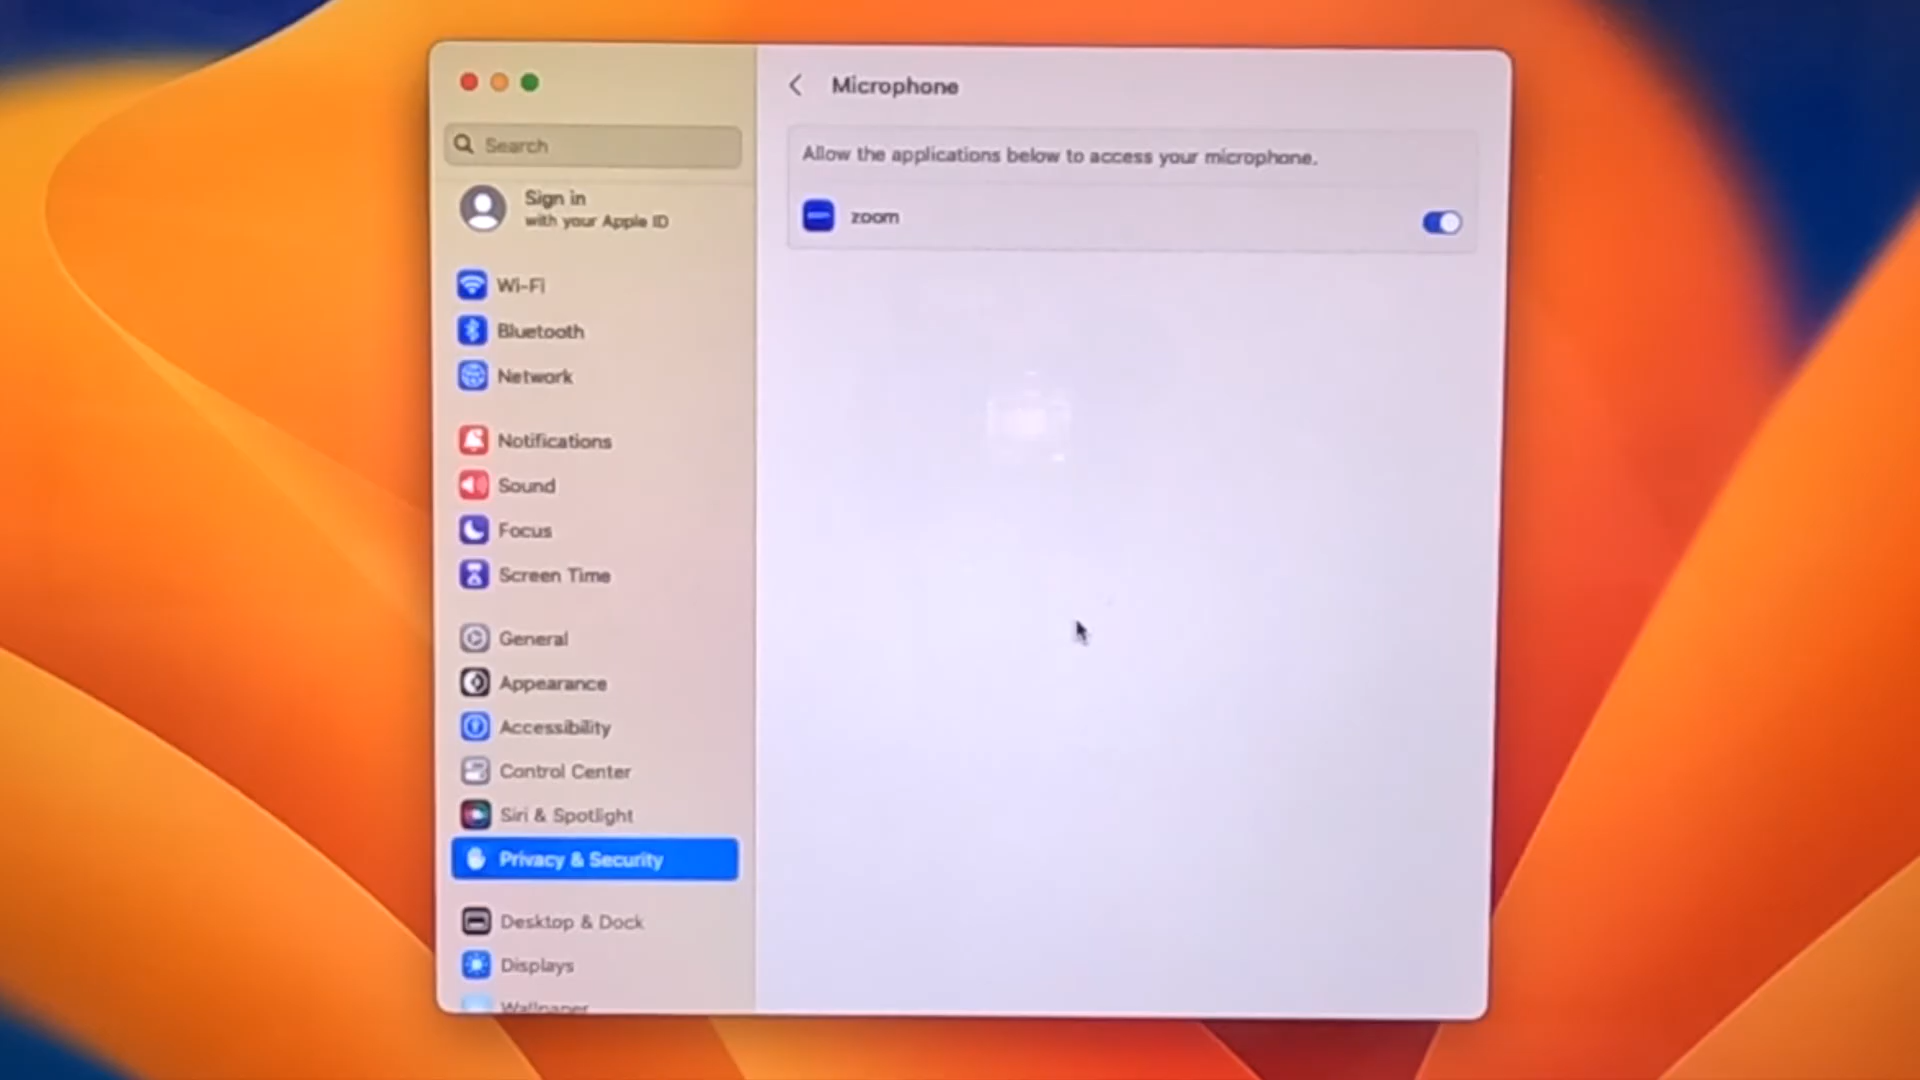 Microphone
Search
Sign in
with your Apple ID
Allow the applications below to access your microphone.
zoom
Wi-Fi
Bluetooth
Network
Notifications
Sound
Focus
Screen Time
General
Appearance
Accessibility
Control Center
Siri & Spotlight
Privacy & Security
Desktop & Dock
Displays
Wallpaper